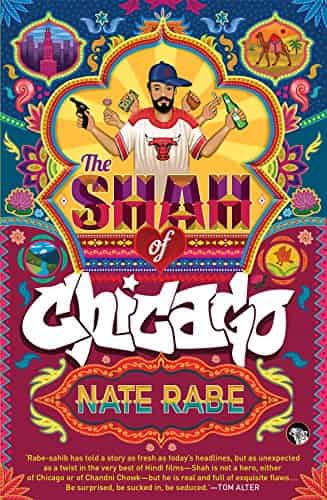 The
SHAH
of
Chicago
NATE RABE
'Rabe-sahib has told a story as fresh as today's headlines, but as unexpected
as a twist in the very best of Hindi films—Shah is not a hero, either
of Chicago or of Chandni Chowk—but he is real and full of exquisite flaws...
Be surprised, be sucked in, be seduced.'—TOM ALTER